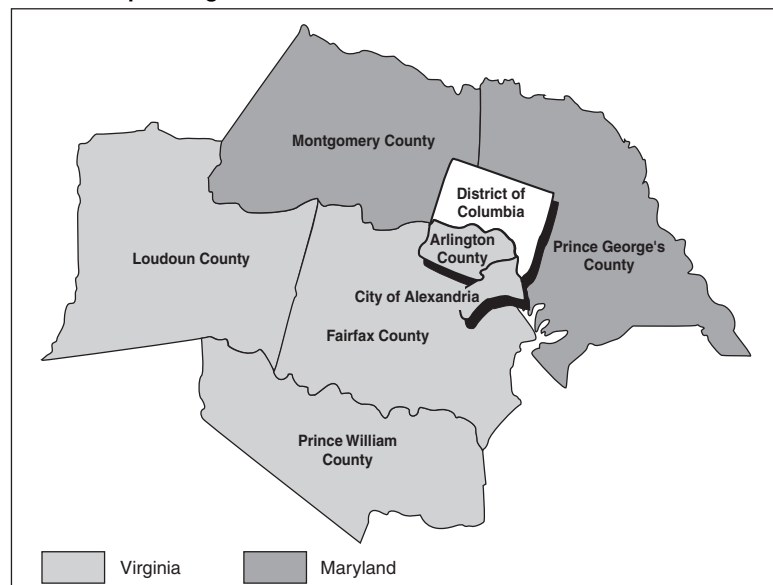 Montgomery County
District of
Columbia
Arlington
County
Prince George's
County
Loudoun County
City of Alexandria
Fairfax County
Prince William
County
Virginia
Maryland